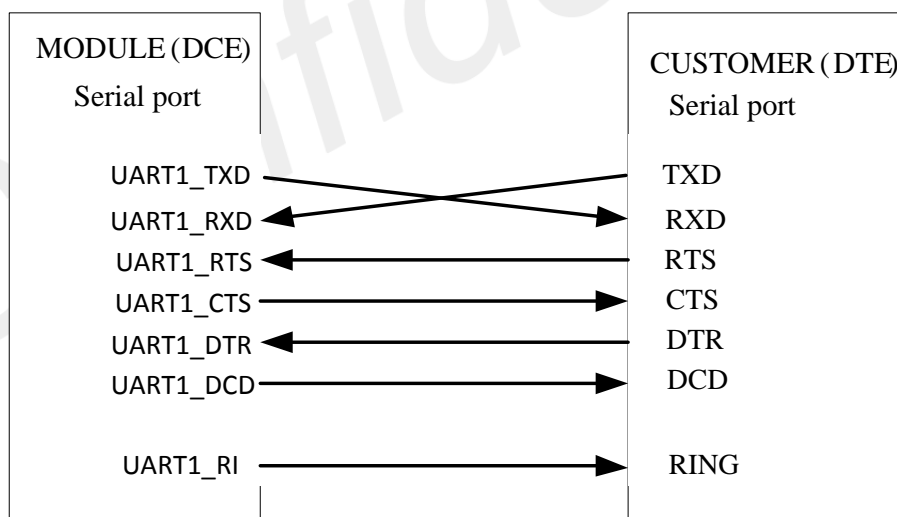 MODULE (DCE)
Serial port
CUSTOMER ( DTE)
Serial port
UART1_TXD
TXD
UART1_RXD
RXD
UART1_RTS
RTS
UART1_CTS
CTS
UART1_DTR
DTR
UART1_DCD
DCD
UART1_RI
RING